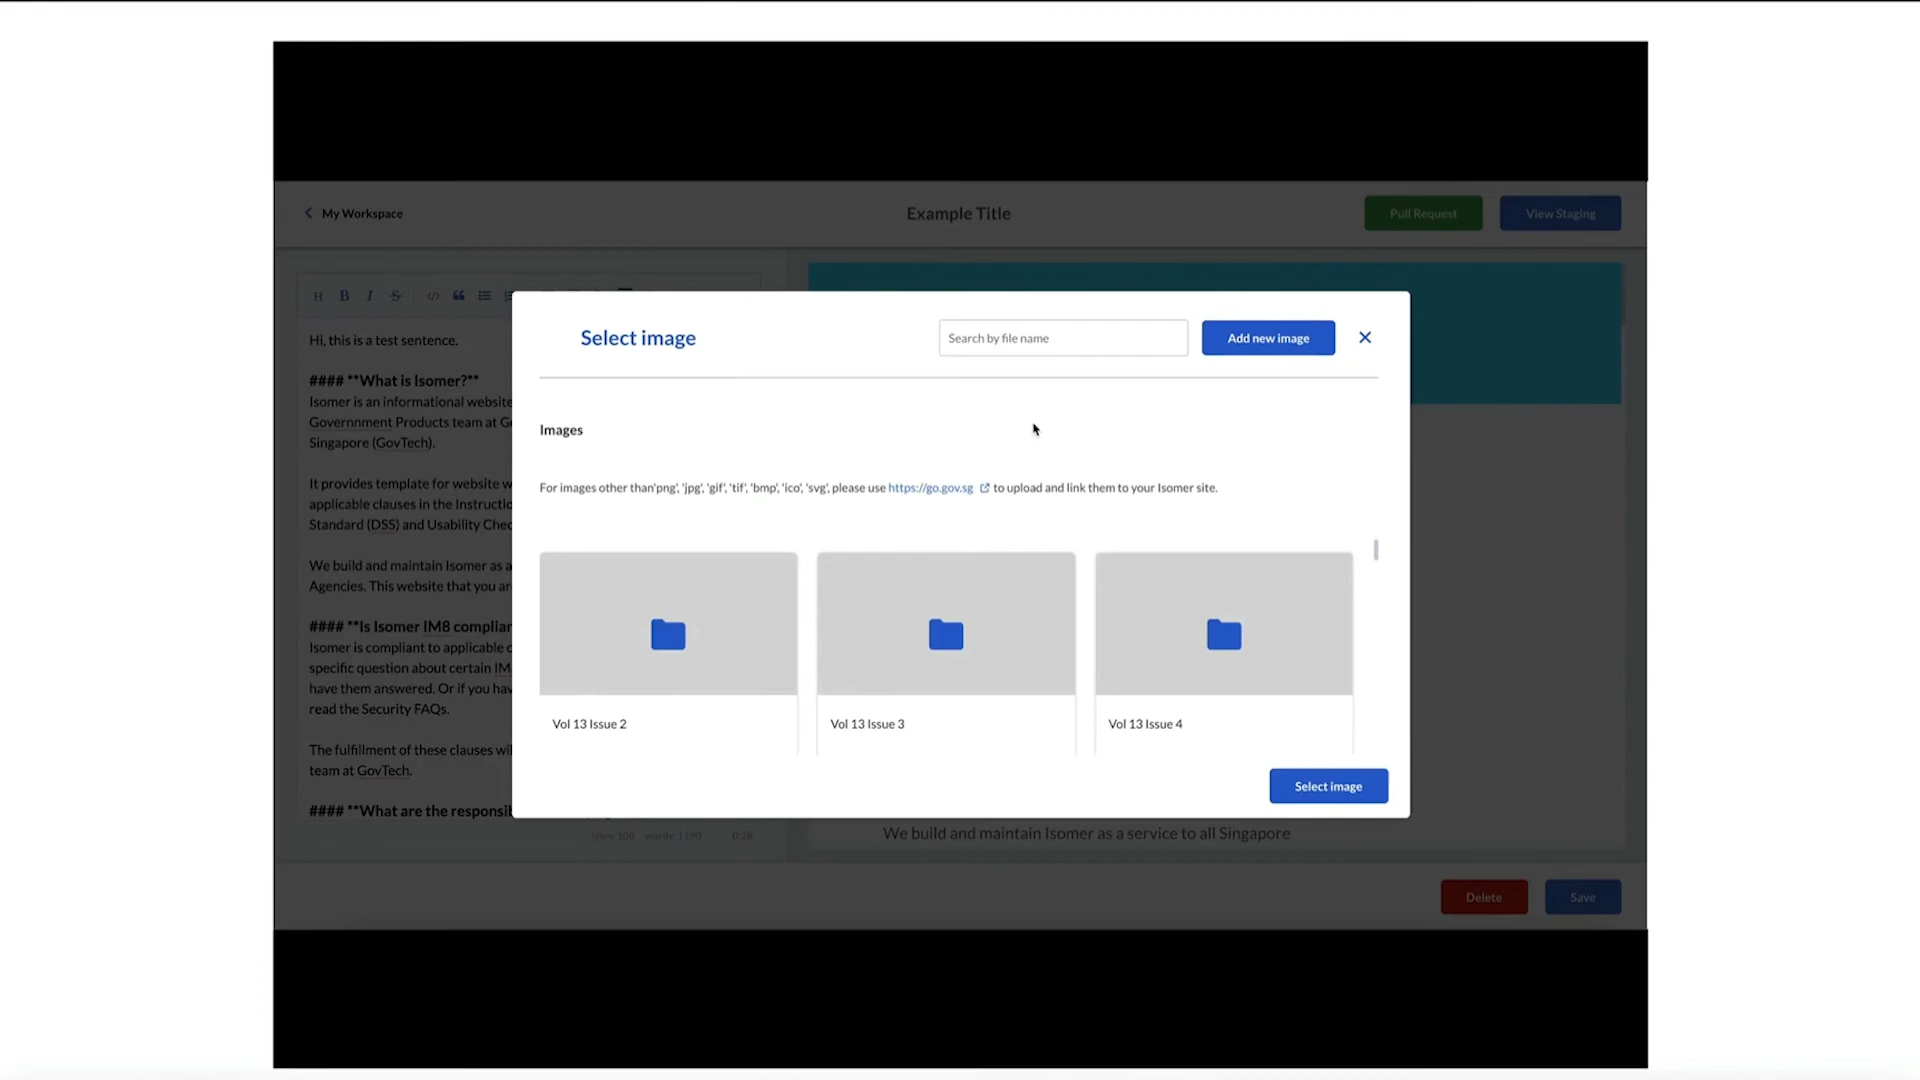 My Workspace
Example Title
Pull Request
View Staging
H B I S
Hi, this is a test sentence.
#### **What is Isomer?**
Isomer is an informational website
Governnment Products team at G
Singapore (GovTech).
It provides template for website w
applicable clauses in the Instructio
Standard (DSS) and Usability Chec
We build and maintain Isomer as a
Agencies. This website that you ar
#### **Is Isomer IM8 complian
Isomer is compliant to applicable c
specific question about certain IM
have them answered. Or if you hav
read the Security FAQs.
The fulfillment of these clauses wil
team at GovTech.
#### **What are the responsib
lines: 108 words: 1190 0:28
Select image
Search by file name
Add new image
Images
For images other than'png', 'jpg', 'gif', 'tif', 'bmp', 'ico', 'svg', please use https://go.gov.sg to upload and link them to your Isomer site.
Vol 13 Issue 2
Vol 13 Issue 3
Vol 13 Issue 4
Select image
We build and maintain Isomer as a service to all Singapore
Delete
Save